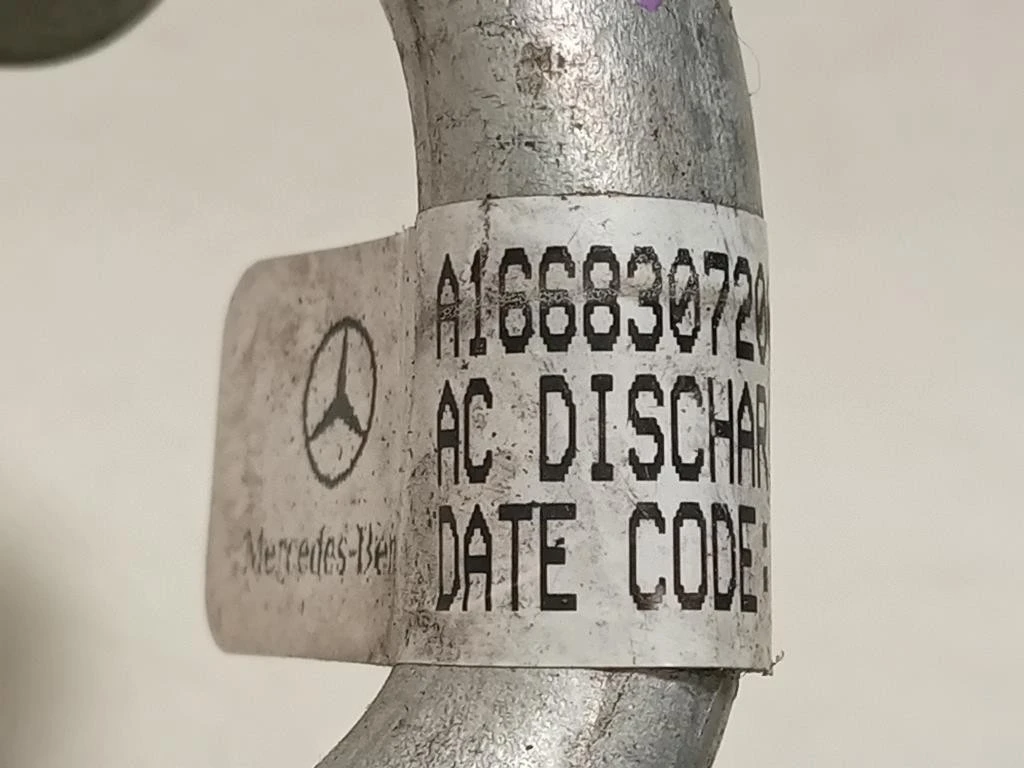 Mercedes-Ben
A166830720
AC DISCHAR
DATE CODE: